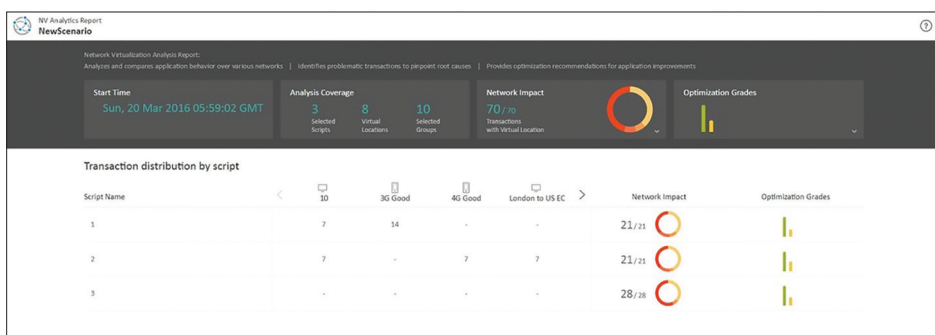 NV Analytics Report
NewScenario
Network Virtualization Analysis Report:
Analyzes and compares application behavior over various networks | Identifies problematic transactions to pinpoint root causes | Provides optimization recommendations for application improvements
Start Time
Sun, 20 Mar 2016 05:59:02 GMT
Analysis Coverage
3 Selected Scripts
8 Virtual Locations
10 Selected Groups
Network Impact
70/70
Transactions
with Virtual Location
Optimization Grades
Transaction distribution by script
Script Name < 10 3G Good 4G Good London to US EC > Network Impact Optimization Grades
1 7 14 - - 21/21
2 7 - 7 7 21/21
3 - - - - 28/28